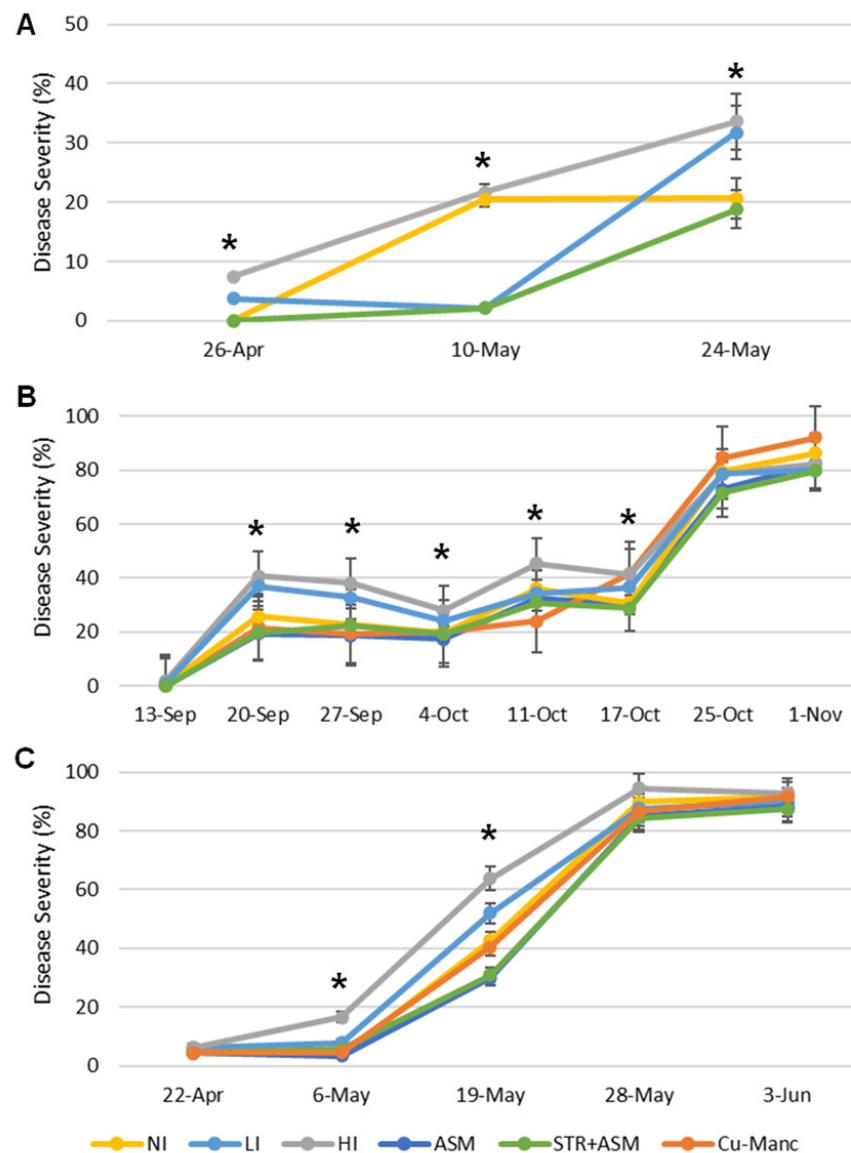 A
Disease Severity (%)
50
40
30
20
10
0
*
*
*
26-Apr 10-May 24-May
B
Disease Severity (%)
100
80
60
40
20
0
*
*
*
*
*
13-Sep 20-Sep 27-Sep 4-Oct 11-Oct 17-Oct 25-Oct 1-Nov
C
Disease Severity (%)
100
80
60
40
20
0
*
*
22-Apr 6-May 19-May 28-May 3-Jun
NI LI HI ASM STR+ASM Cu-Manc